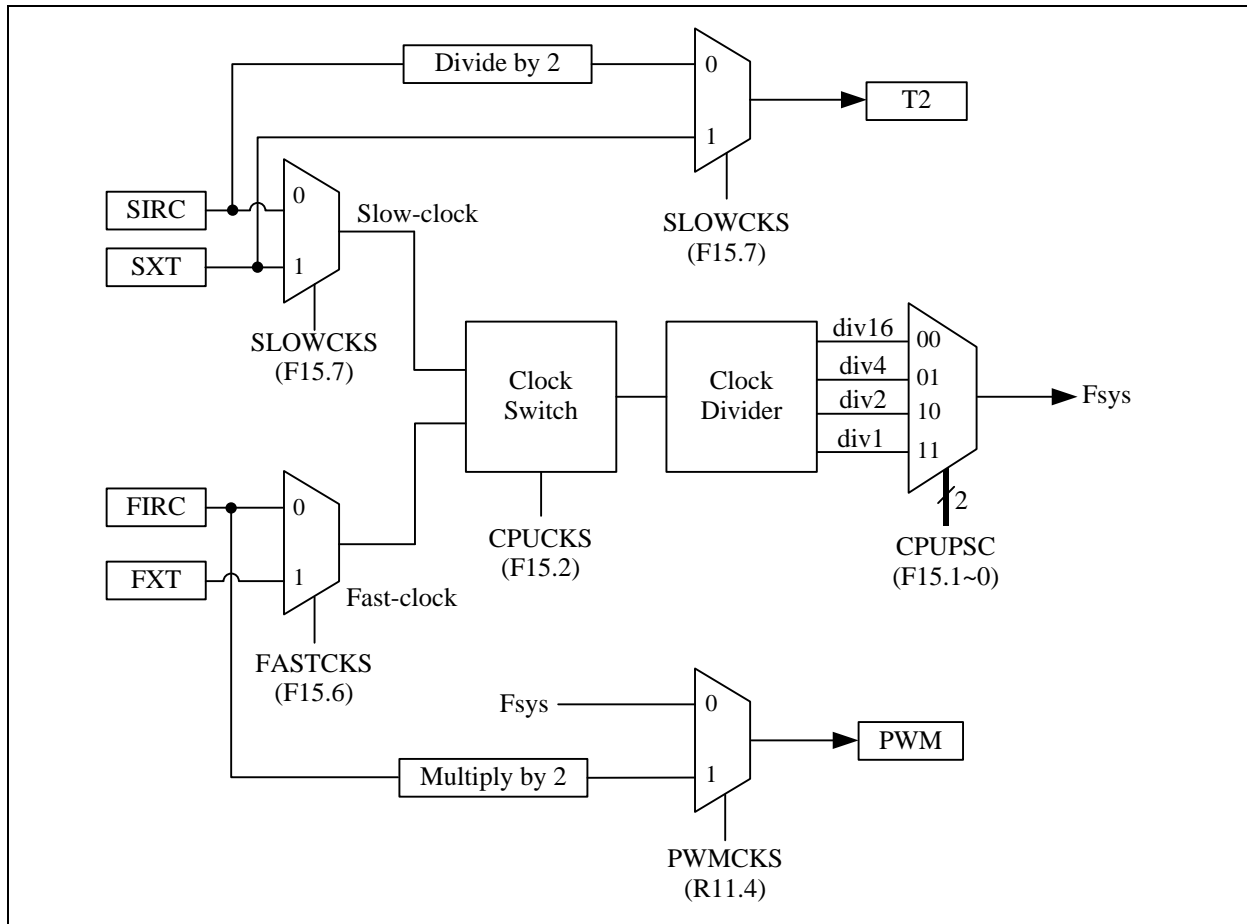 Divide by 2
0
1
T2
SLOWCKS
(F15.7)
SIRC
SXT
0
1
Slow-clock
SLOWCKS
(F15.7)
Clock
Switch
CPUCKS
(F15.2)
Clock
Divider
div16
div4
div2
div1
00
01
10
11
Fsys
2
CPUPSC
(F15.1~0)
FIRC
FXT
0
1
Fast-clock
FASTCKS
(F15.6)
Fsys
Multiply by 2
0
1
PWM
PWMCKS
(R11.4)